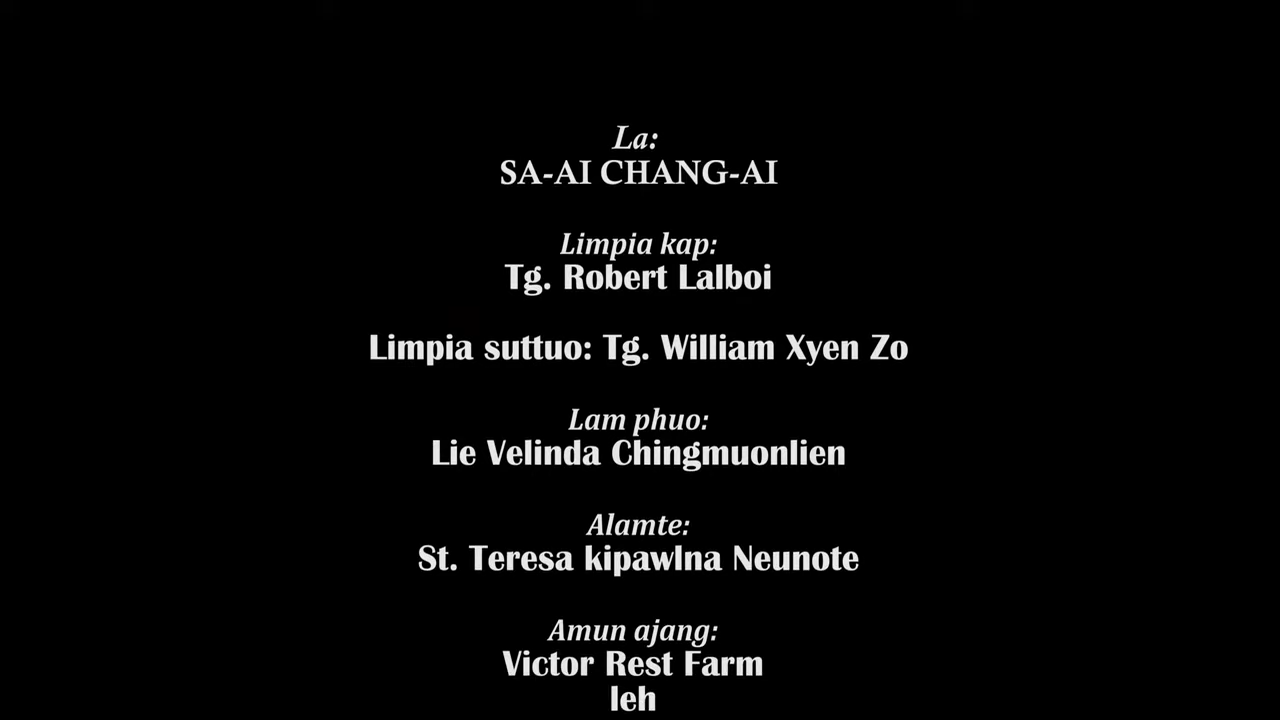 La:
SA-AI CHANG-AI
Limpia kap:
Tg. Robert Lalboi
Limpia suttuo: Tg. William Xyen Zo
Lam phuo:
Lie Velinda Chingmuonlien
Alamte:
St. Teresa kipawlna Neunote
Amun ajang:
Victor Rest Farm
leh